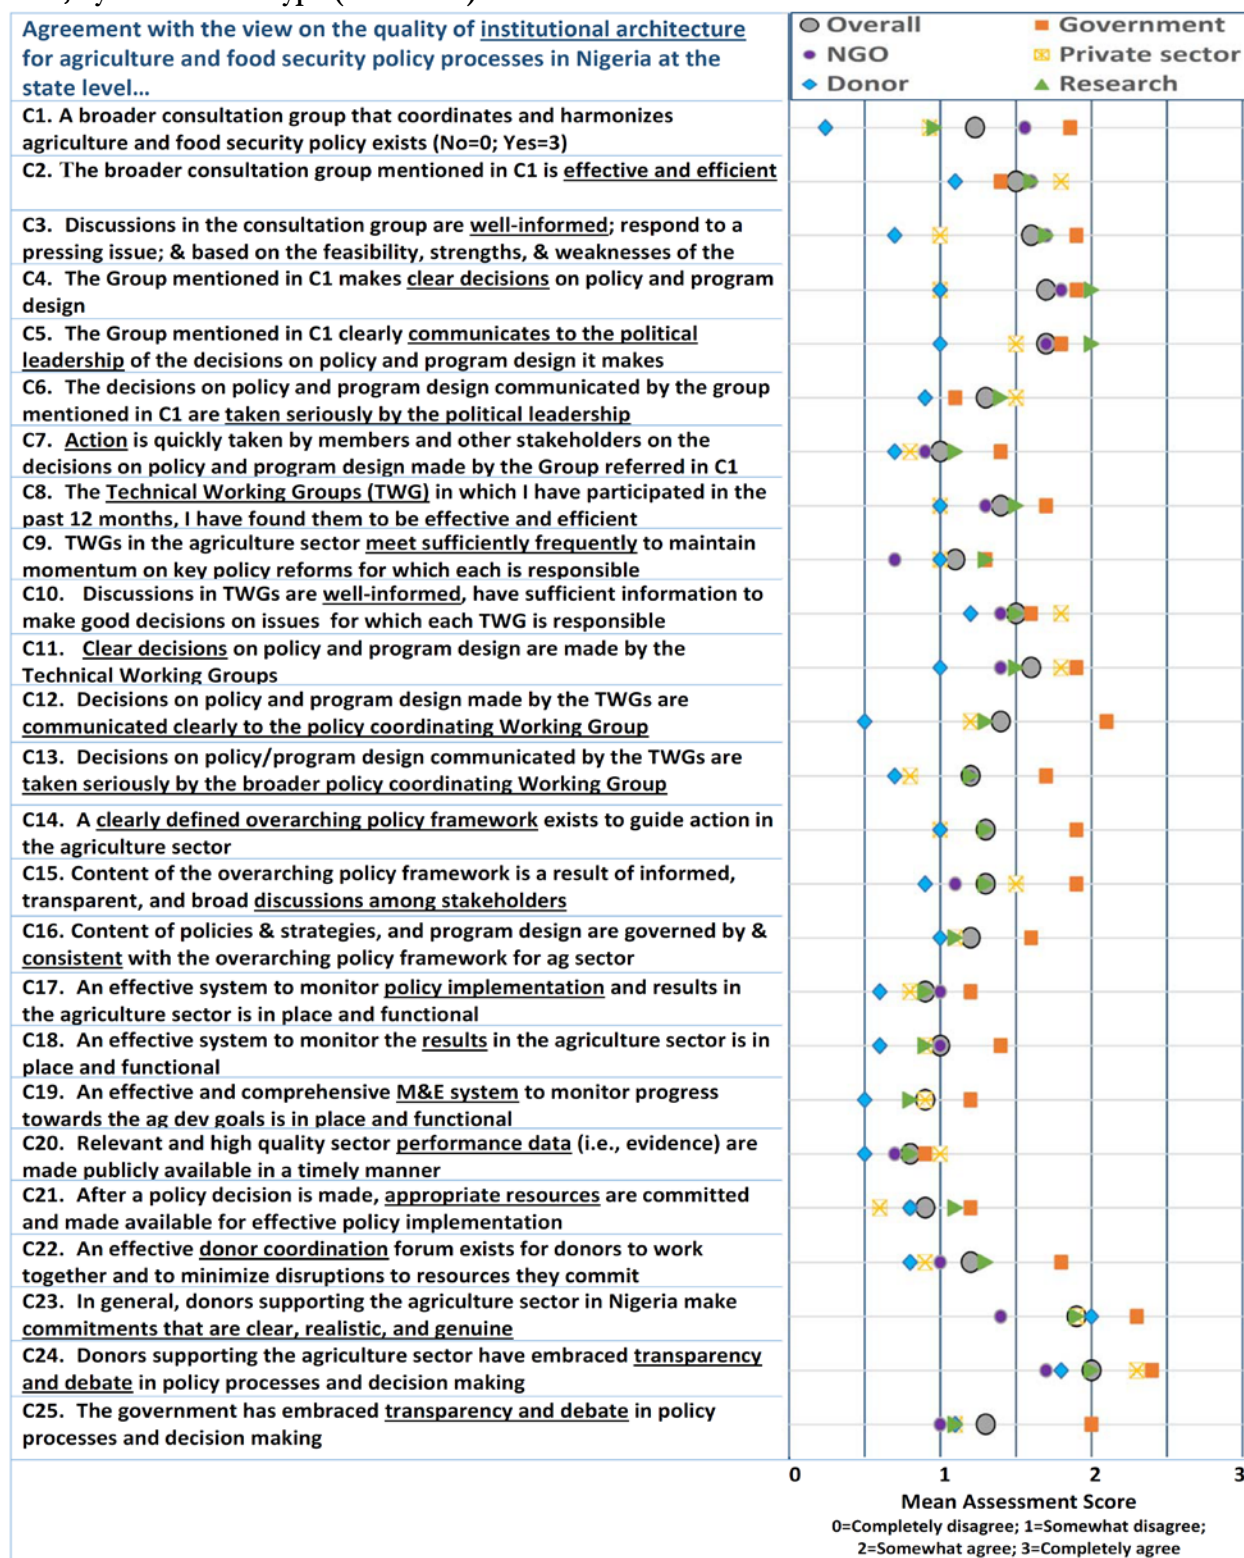 Agreement with the view on the quality of institutional architecture
for agriculture and food security policy processes in Nigeria at the
state level...
Overall
Government
NGO
Private sector
Donor
Research
C1. A broader consultation group that coordinates and harmonizes
agriculture and food security policy exists (No=0; Yes=3)
C2. The broader consultation group mentioned in C1 is effective and efficient
C3. Discussions in the consultation group are well-informed; respond to a
pressing issue; & based on the feasibility, strengths, & weaknesses of the
C4. The Group mentioned in C1 makes clear decisions on policy and program
design
C5. The Group mentioned in C1 clearly communicates to the political
leadership of the decisions on policy and program design it makes
C6. The decisions on policy and program design communicated by the group
mentioned in C1 are taken seriously by the political leadership
C7. Action is quickly taken by members and other stakeholders on the
decisions on policy and program design made by the Group referred in C1
C8. The Technical Working Groups (TWG) in which I have participated in the
past 12 months, I have found them to be effective and efficient
C9. TWGs in the agriculture sector meet sufficiently frequently to maintain
momentum on key policy reforms for which each is responsible
C10. Discussions in TWGs are well-informed, have sufficient information to
make good decisions on issues for which each TWG is responsible
C11. Clear decisions on policy and program design are made by the
Technical Working Groups
C12. Decisions on policy and program design made by the TWGs are
communicated clearly to the policy coordinating Working Group
C13. Decisions on policy/program design communicated by the TWGs are
taken seriously by the broader policy coordinating Working Group
C14. A clearly defined overarching policy framework exists to guide action in
the agriculture sector
C15. Content of the overarching policy framework is a result of informed,
transparent, and broad discussions among stakeholders
C16. Content of policies & strategies, and program design are governed by &
consistent with the overarching policy framework for ag sector
C17. An effective system to monitor policy implementation and results in
the agriculture sector is in place and functional
C18. An effective system to monitor the results in the agriculture sector is in
place and functional
C19. An effective and comprehensive M&E system to monitor progress
towards the ag dev goals is in place and functional
C20. Relevant and high quality sector performance data (i.e., evidence) are
made publicly available in a timely manner
C21. After a policy decision is made, appropriate resources are committed
and made available for effective policy implementation
C22. An effective donor coordination forum exists for donors to work
together and to minimize disruptions to resources they commit
C23. In general, donors supporting the agriculture sector in Nigeria make
commitments that are clear, realistic, and genuine
C24. Donors supporting the agriculture sector have embraced transparency
and debate in policy processes and decision making
C25. The government has embraced transparency and debate in policy
processes and decision making
0 1 2 3
Mean Assessment Score
0=Completely disagree; 1=Somewhat disagree;
2=Somewhat agree; 3=Completely agree